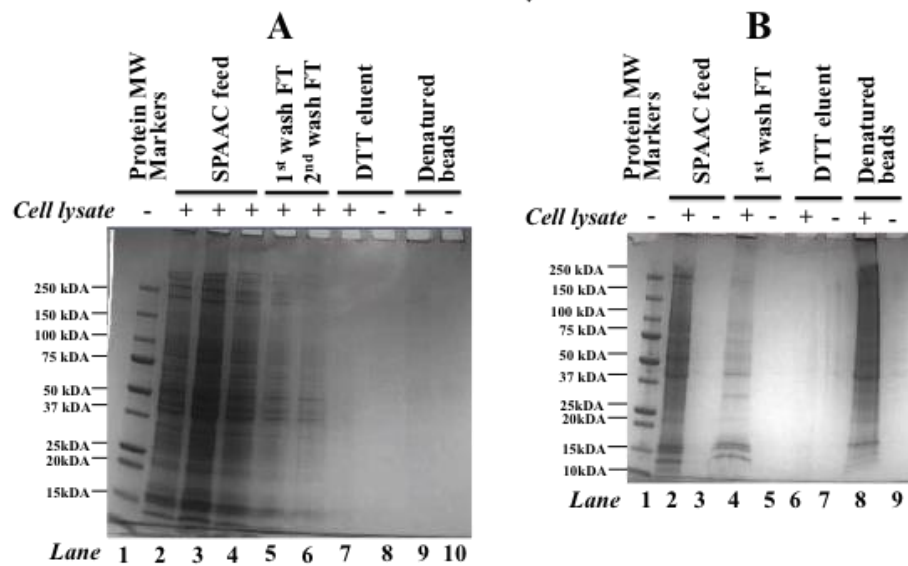 A
Protein MW
Markers
SPAAC feed
1st wash FT
2nd wash FT
DTT eluent
Denatured
beads
Cell lysate - + + + + + + - + -
250 kDA
150 kDA
100 kDA
75 kDA
50 kDA
37 kDA
25kDA
20kDA
15kDA
Lane 1 2 3 4 5 6 7 8 9 10
B
Protein MW
Markers
SPAAC feed
1st wash
DTT eluent
Denatured
beads
Cell lysate - + - + - + - + -
250 kDA
150 kDA
100 kDA
75 kDA
50 kDA
37 kDA
25kDA
20kDA
15kDA
10kDA
Lane 1 2 3 4 5 6 7 8 9